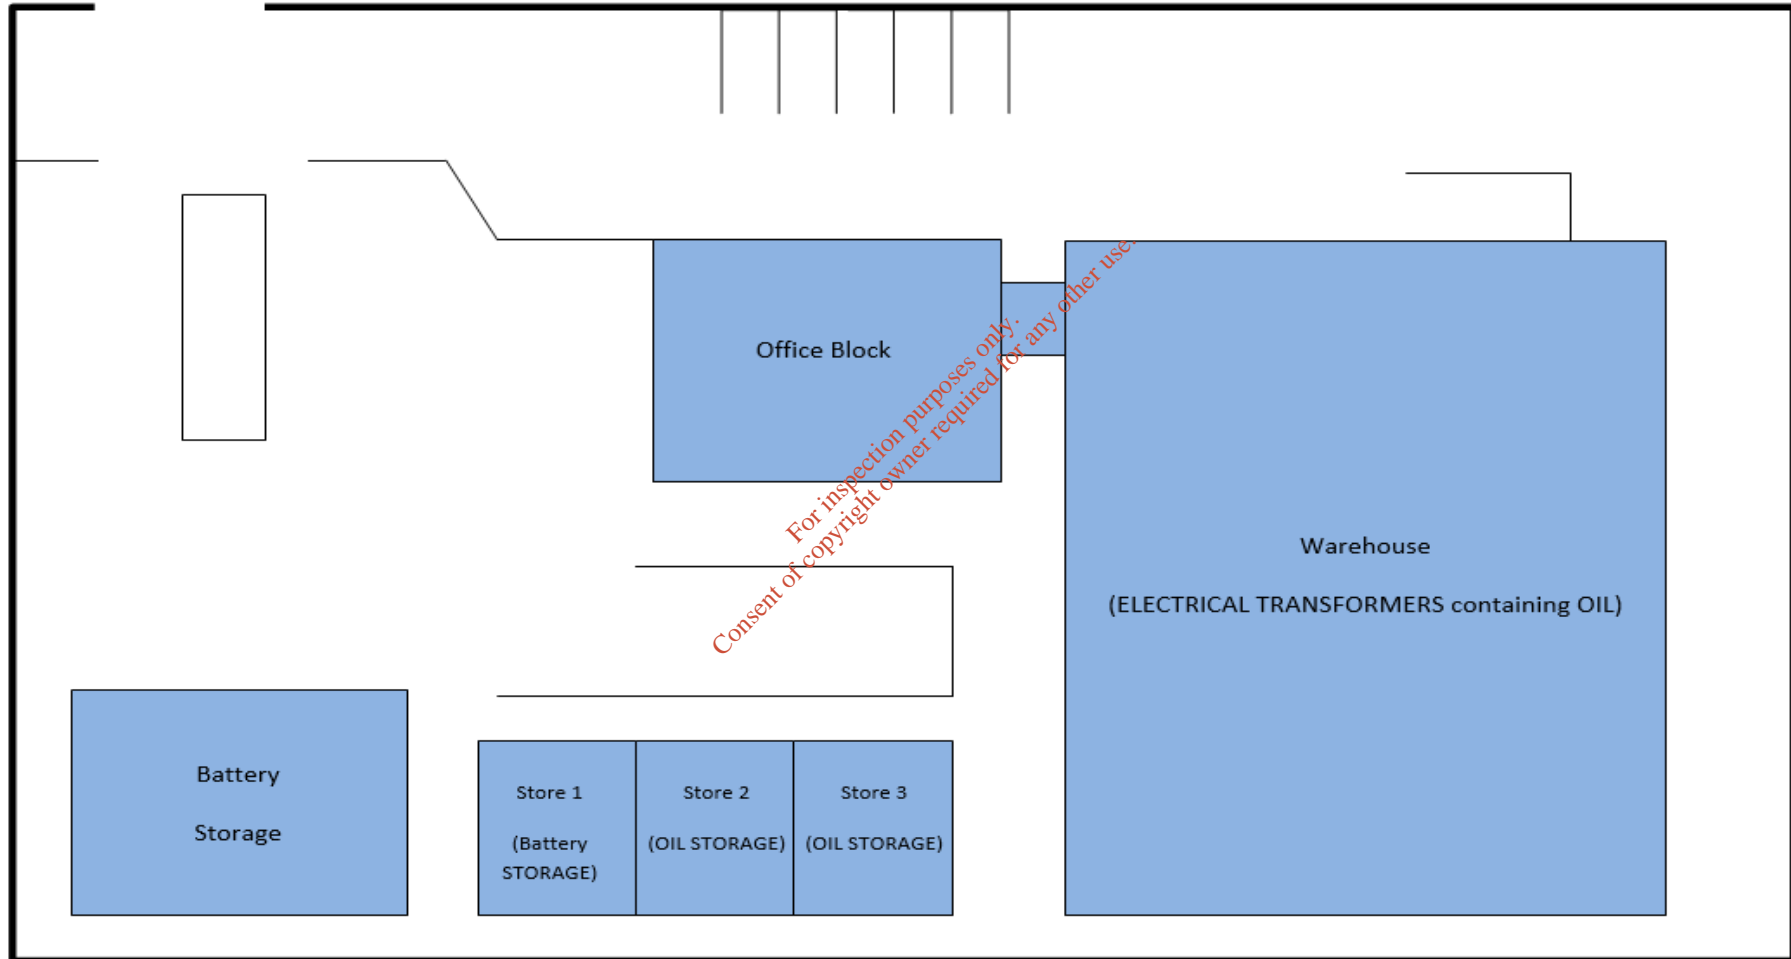 Office Block
For inspection purposes only.
Consent of copyright owner required for any other use.
Warehouse
(ELECTRICAL TRANSFORMERS containing OIL)
Battery
Storage
Store 1
(Battery
STORAGE)
Store 2
(OIL STORAGE)
Store 3
(OIL STORAGE)